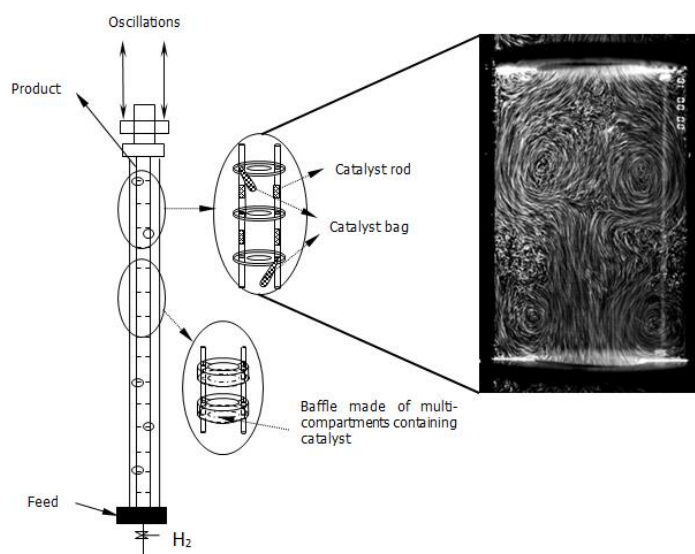 Oscillations
Product
Catalyst rod
Catalyst bag
Baffle made of multi-
compartments containing
catalyst
Feed
H₂